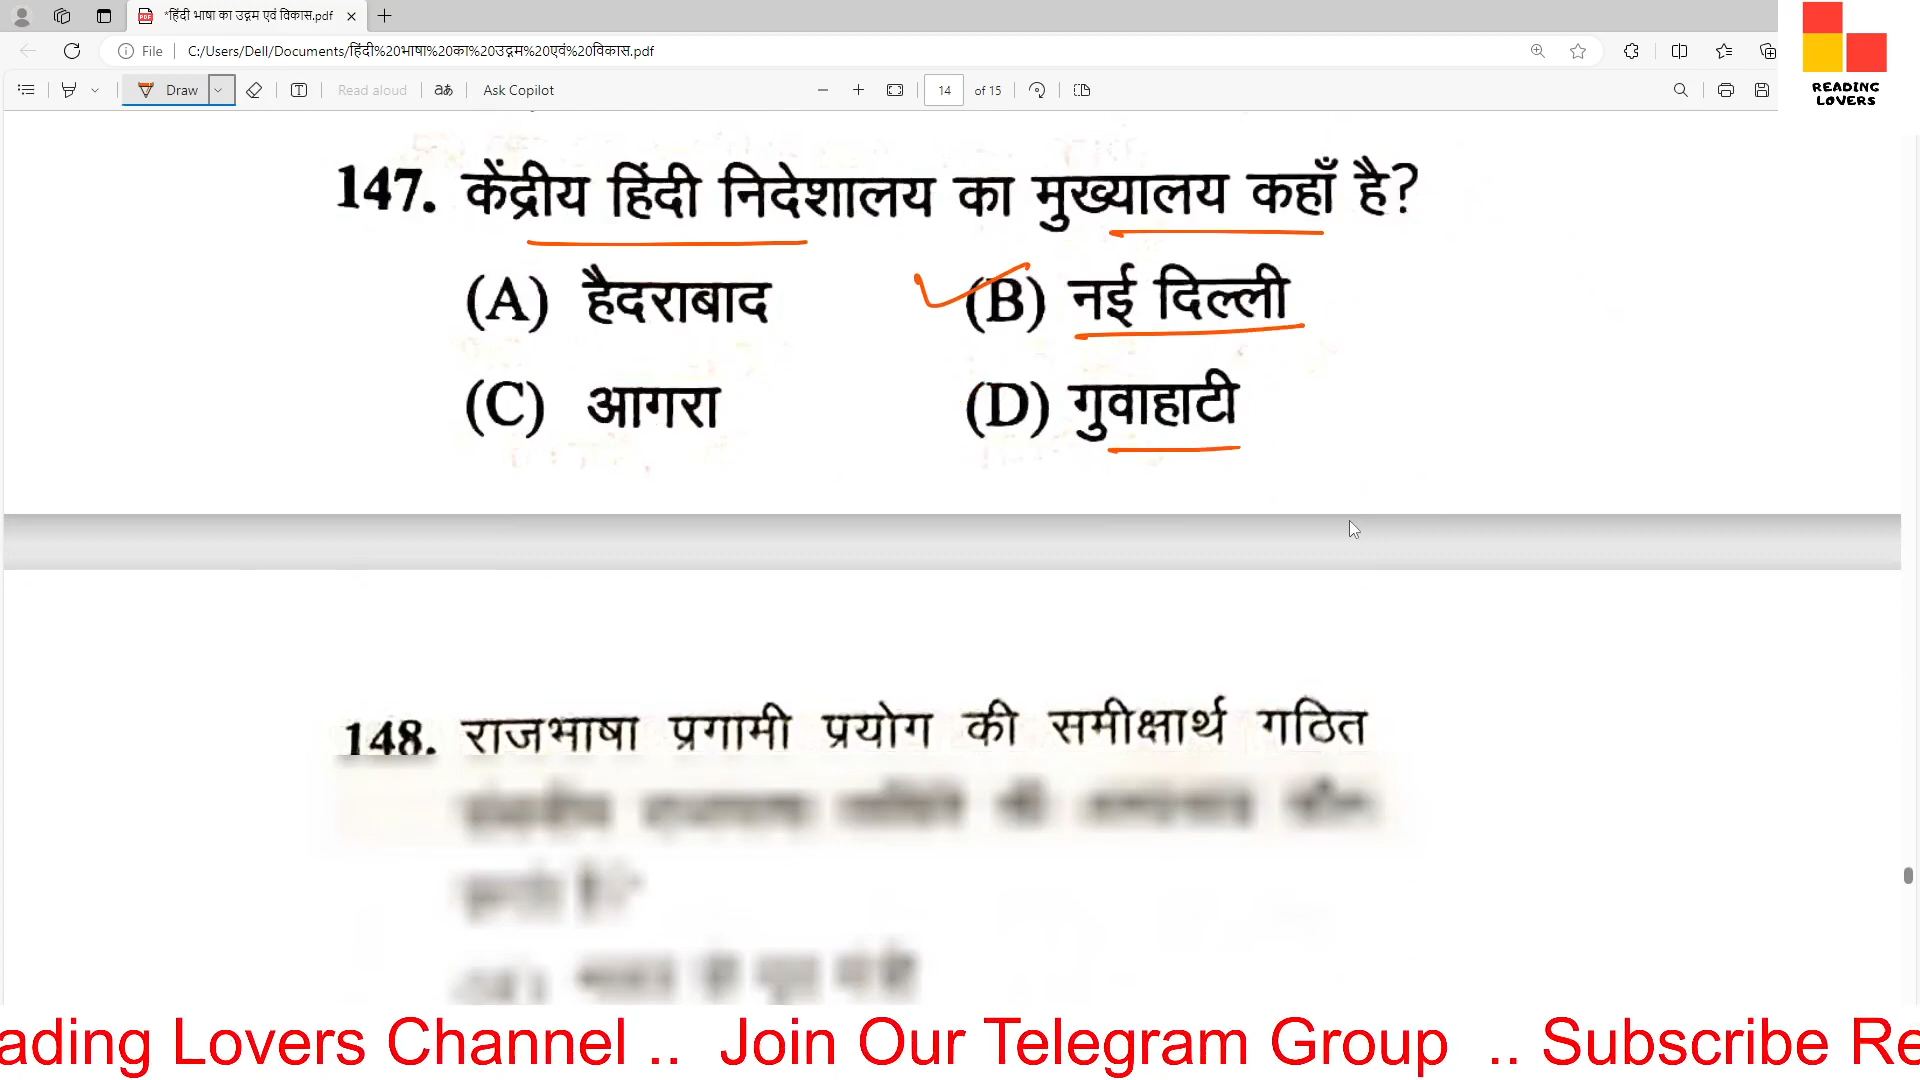 *हिंदी भाषा का उद्गम एवं विकास.pdf
File
C:/Users/Dell/Documents/हिंदी%20भाषा%20का%20उद्गम%20एवं%20विकास.pdf
Draw
Read aloud
Ask Copilot
14 of 15
READING
LOVERS
147. केंद्रीय हिंदी निदेशालय का मुख्यालय कहाँ है?
(A) हैदराबाद (B) नई दिल्ली
(C) आगरा (D) गुवाहाटी
148. राजभाषा प्रगामी प्रयोग की समीक्षार्थ गठित
ading Lovers Channel .. Join Our Telegram Group .. Subscribe Re